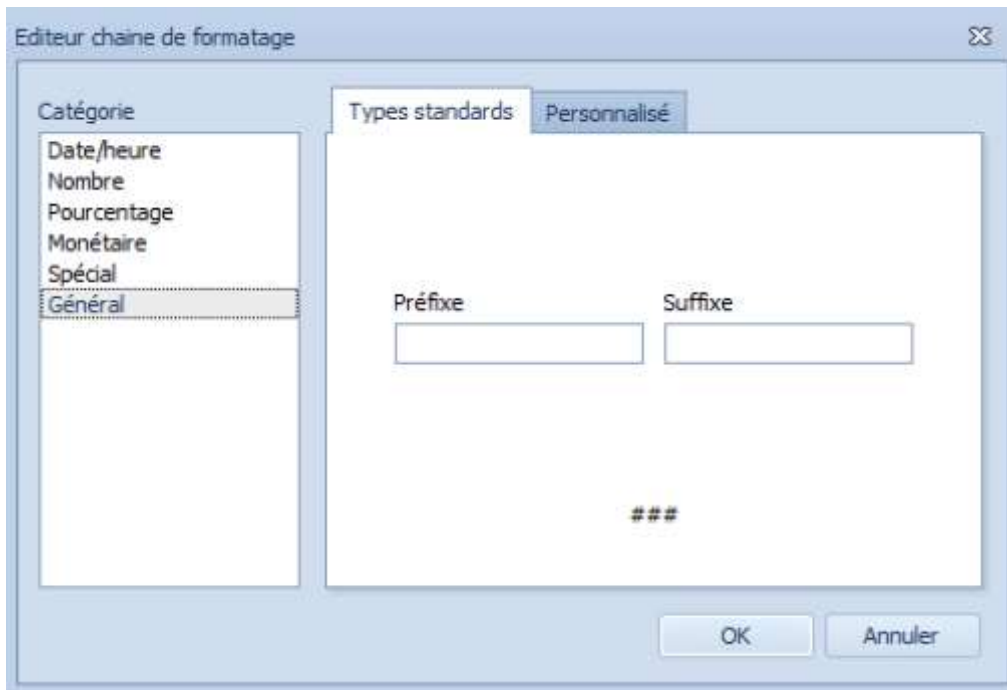 Editeur chaine de formatage
Catégorie
Date/heure
Nombre
Pourcentage
Monétaire
Spécial
Général
Types standards
Personnalisé
Préfixe
Suffixe
###
OK
Annuler